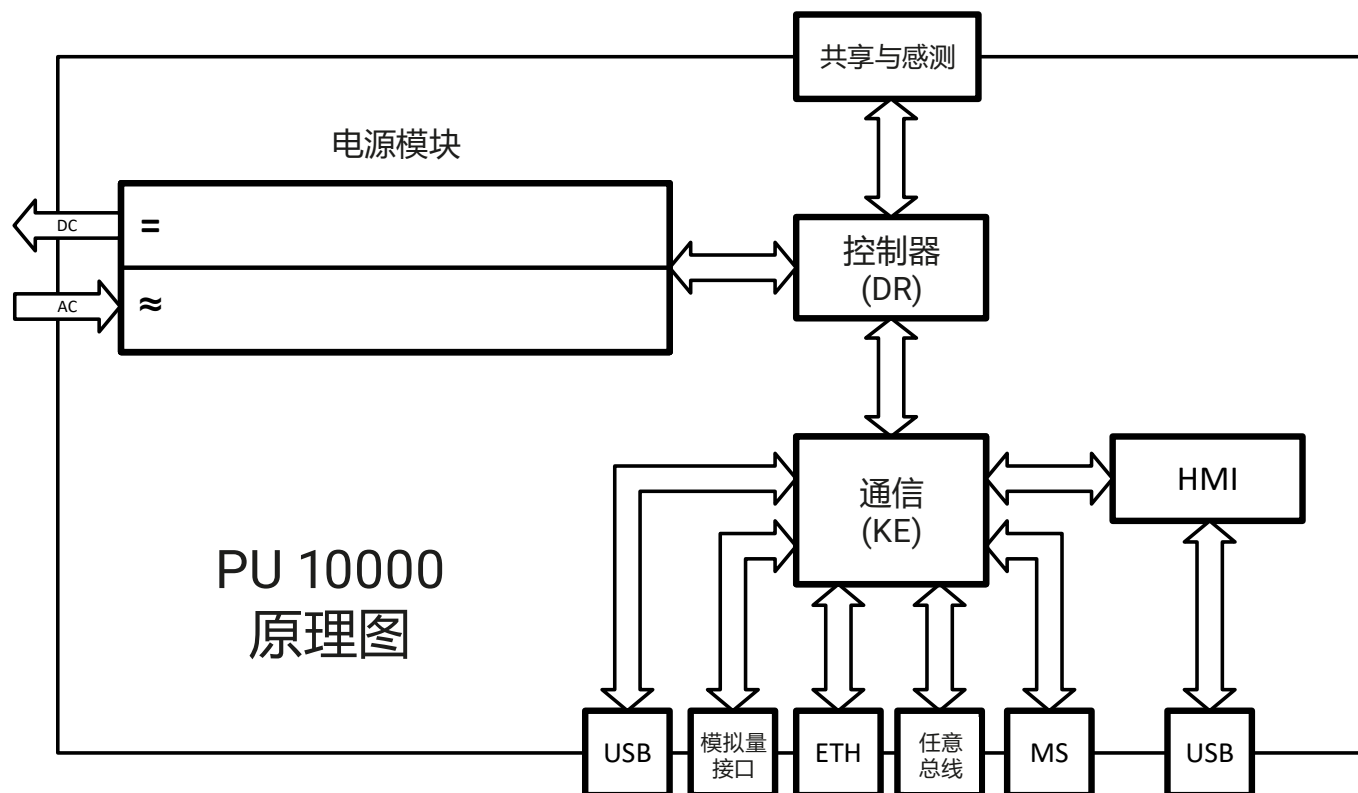 共享与感测
电源模块
DC
=
控制器
(DR)
AC
≈
通信
(KE)
HMI
PU 10000
原理图
USB
模拟量
接口
ETH
任意
总线
MS
USB